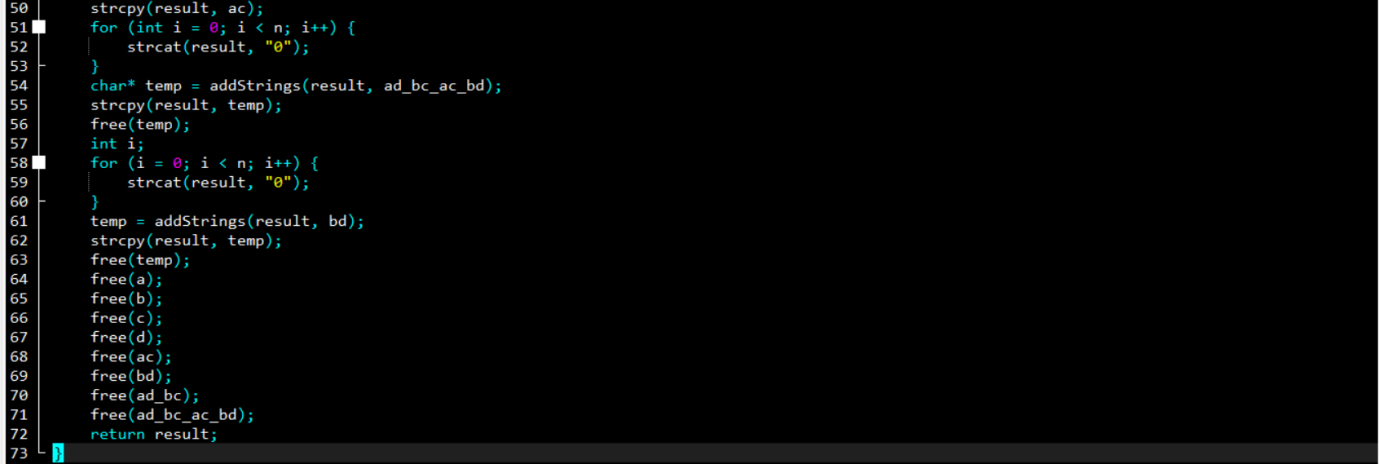 50 strcpy(result, ac);
51 for (int i = 0; i < n; i++) {
52 strcat(result, "0");
53 }
54 char* temp = addStrings(result, ad_bc_ac_bd);
55 strcpy(result, temp);
56 free(temp);
57 int i;
58 for (i = 0; i < n; i++) {
59 strcat(result, "0");
60 }
61 temp = addStrings(result, bd);
62 strcpy(result, temp);
63 free(temp);
64 free(a);
65 free(b);
66 free(c);
67 free(d);
68 free(ac);
69 free(bd);
70 free(ad_bc);
71 free(ad_bc_ac_bd);
72 return result;
73 }